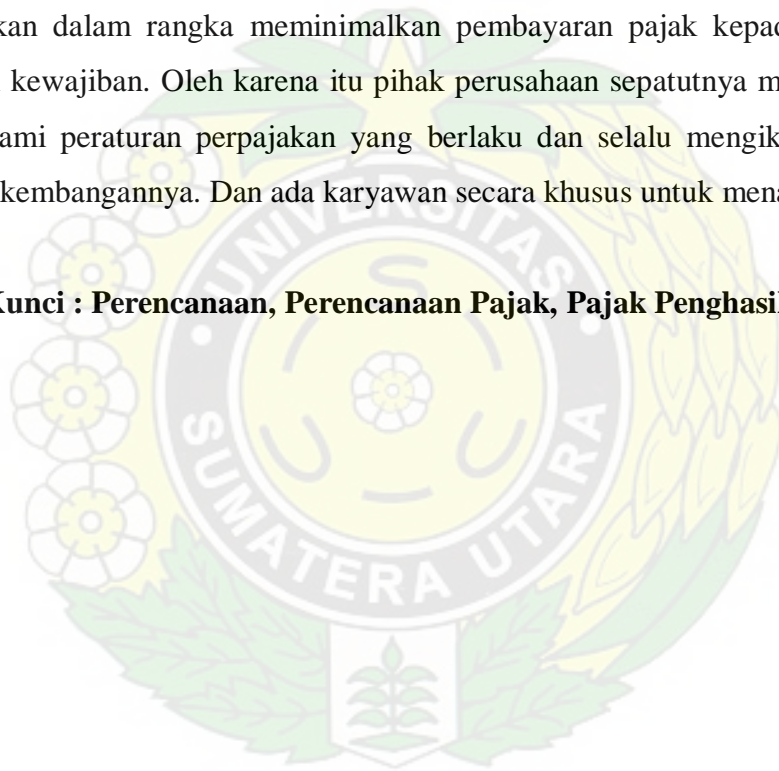 kan dalam rangka meminimalkan pembayaran pajak kepad
kewajiban. Oleh karena itu pihak perusahaan sepatutnya m
ami peraturan perpajakan yang berlaku dan selalu mengik
kembangannya. Dan ada karyawan secara khusus untuk mena
Kunci : Perencanaan, Perencanaan Pajak, Pajak Penghasil
UNIVERSITAS
SUMATERA UTARA